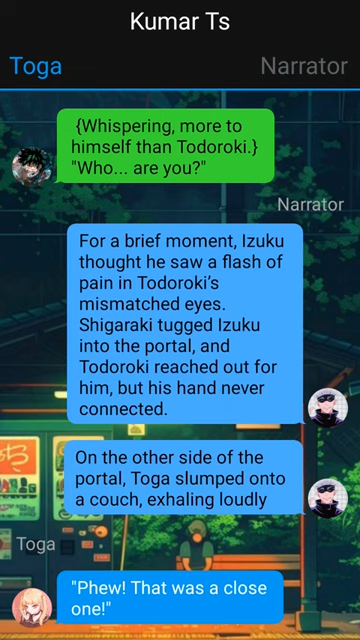 Kumar Ts
Toga
Narrator
{Whispering, more to
himself than Todoroki.}
"Who... are you?"
Narrator
For a brief moment, Izuku
thought he saw a flash of
pain in Todoroki's
mismatched eyes.
Shigaraki tugged Izuku
into the portal, and
Todoroki reached out for
him, but his hand never
connected.
On the other side of the
portal, Toga slumped onto
a couch, exhaling loudly
Toga
"Phew! That was a close
one!"